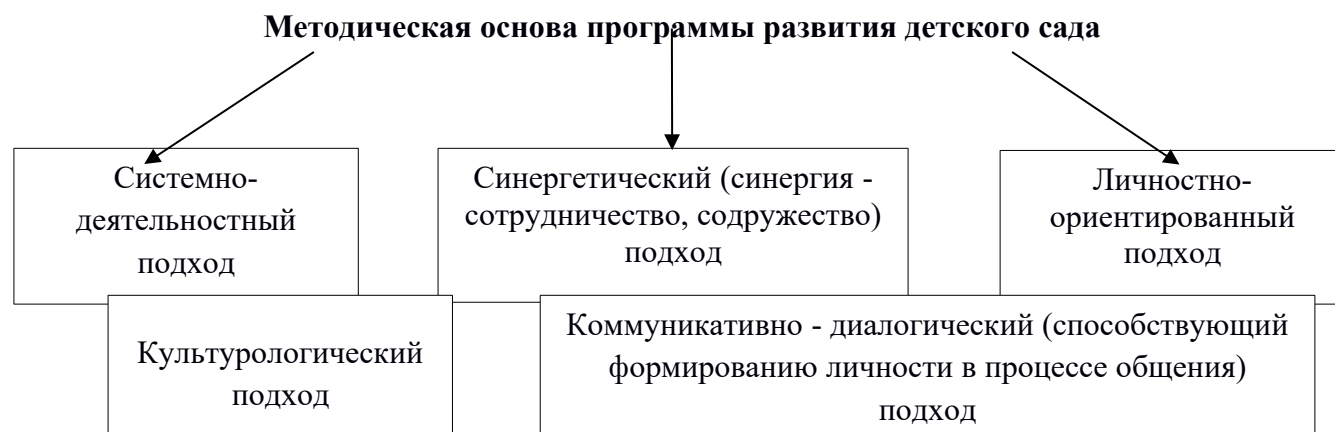 Методическая основа программы развития детского сада
Системно-
деятельностный
подход
Синергетический (синергия -
сотрудничество, содружество)
подход
Личностно-
ориентированный
подход
Культурологический
подход
Коммуникативно - диалогический (способствующий
формированию личности в процессе общения)
подход